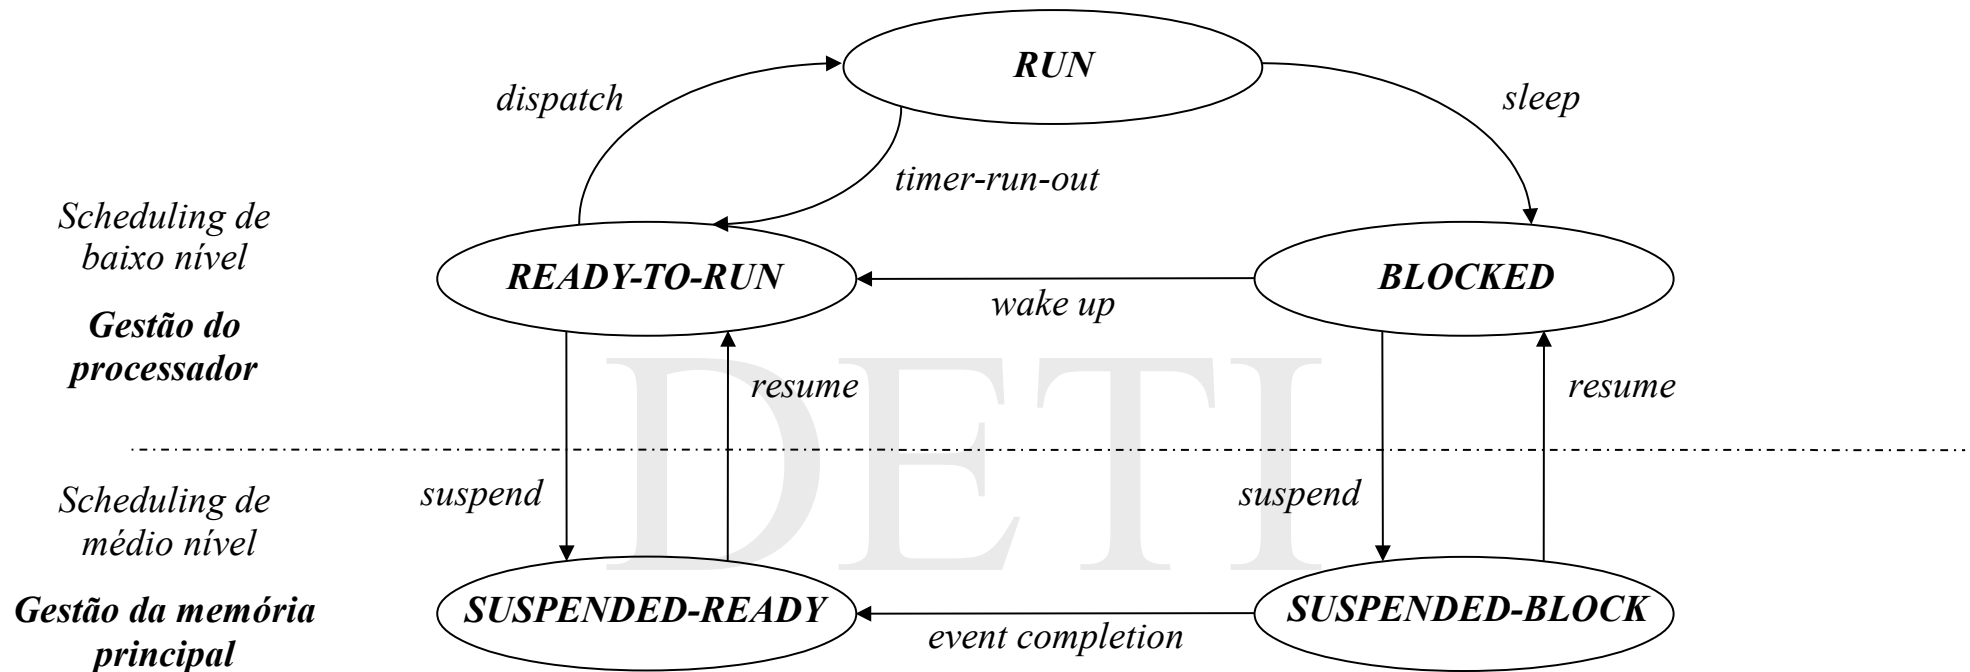 RUN
dispatch
sleep
timer-run-out
Scheduling de
baixo nível
READY-TO-RUN
BLOCKED
wake up
Gestão do
processador
resume
resume
DETI
suspend
suspend
Scheduling de
médio nível
SUSPENDED-READY
SUSPENDED-BLOCK
event completion
Gestão da memória
principal